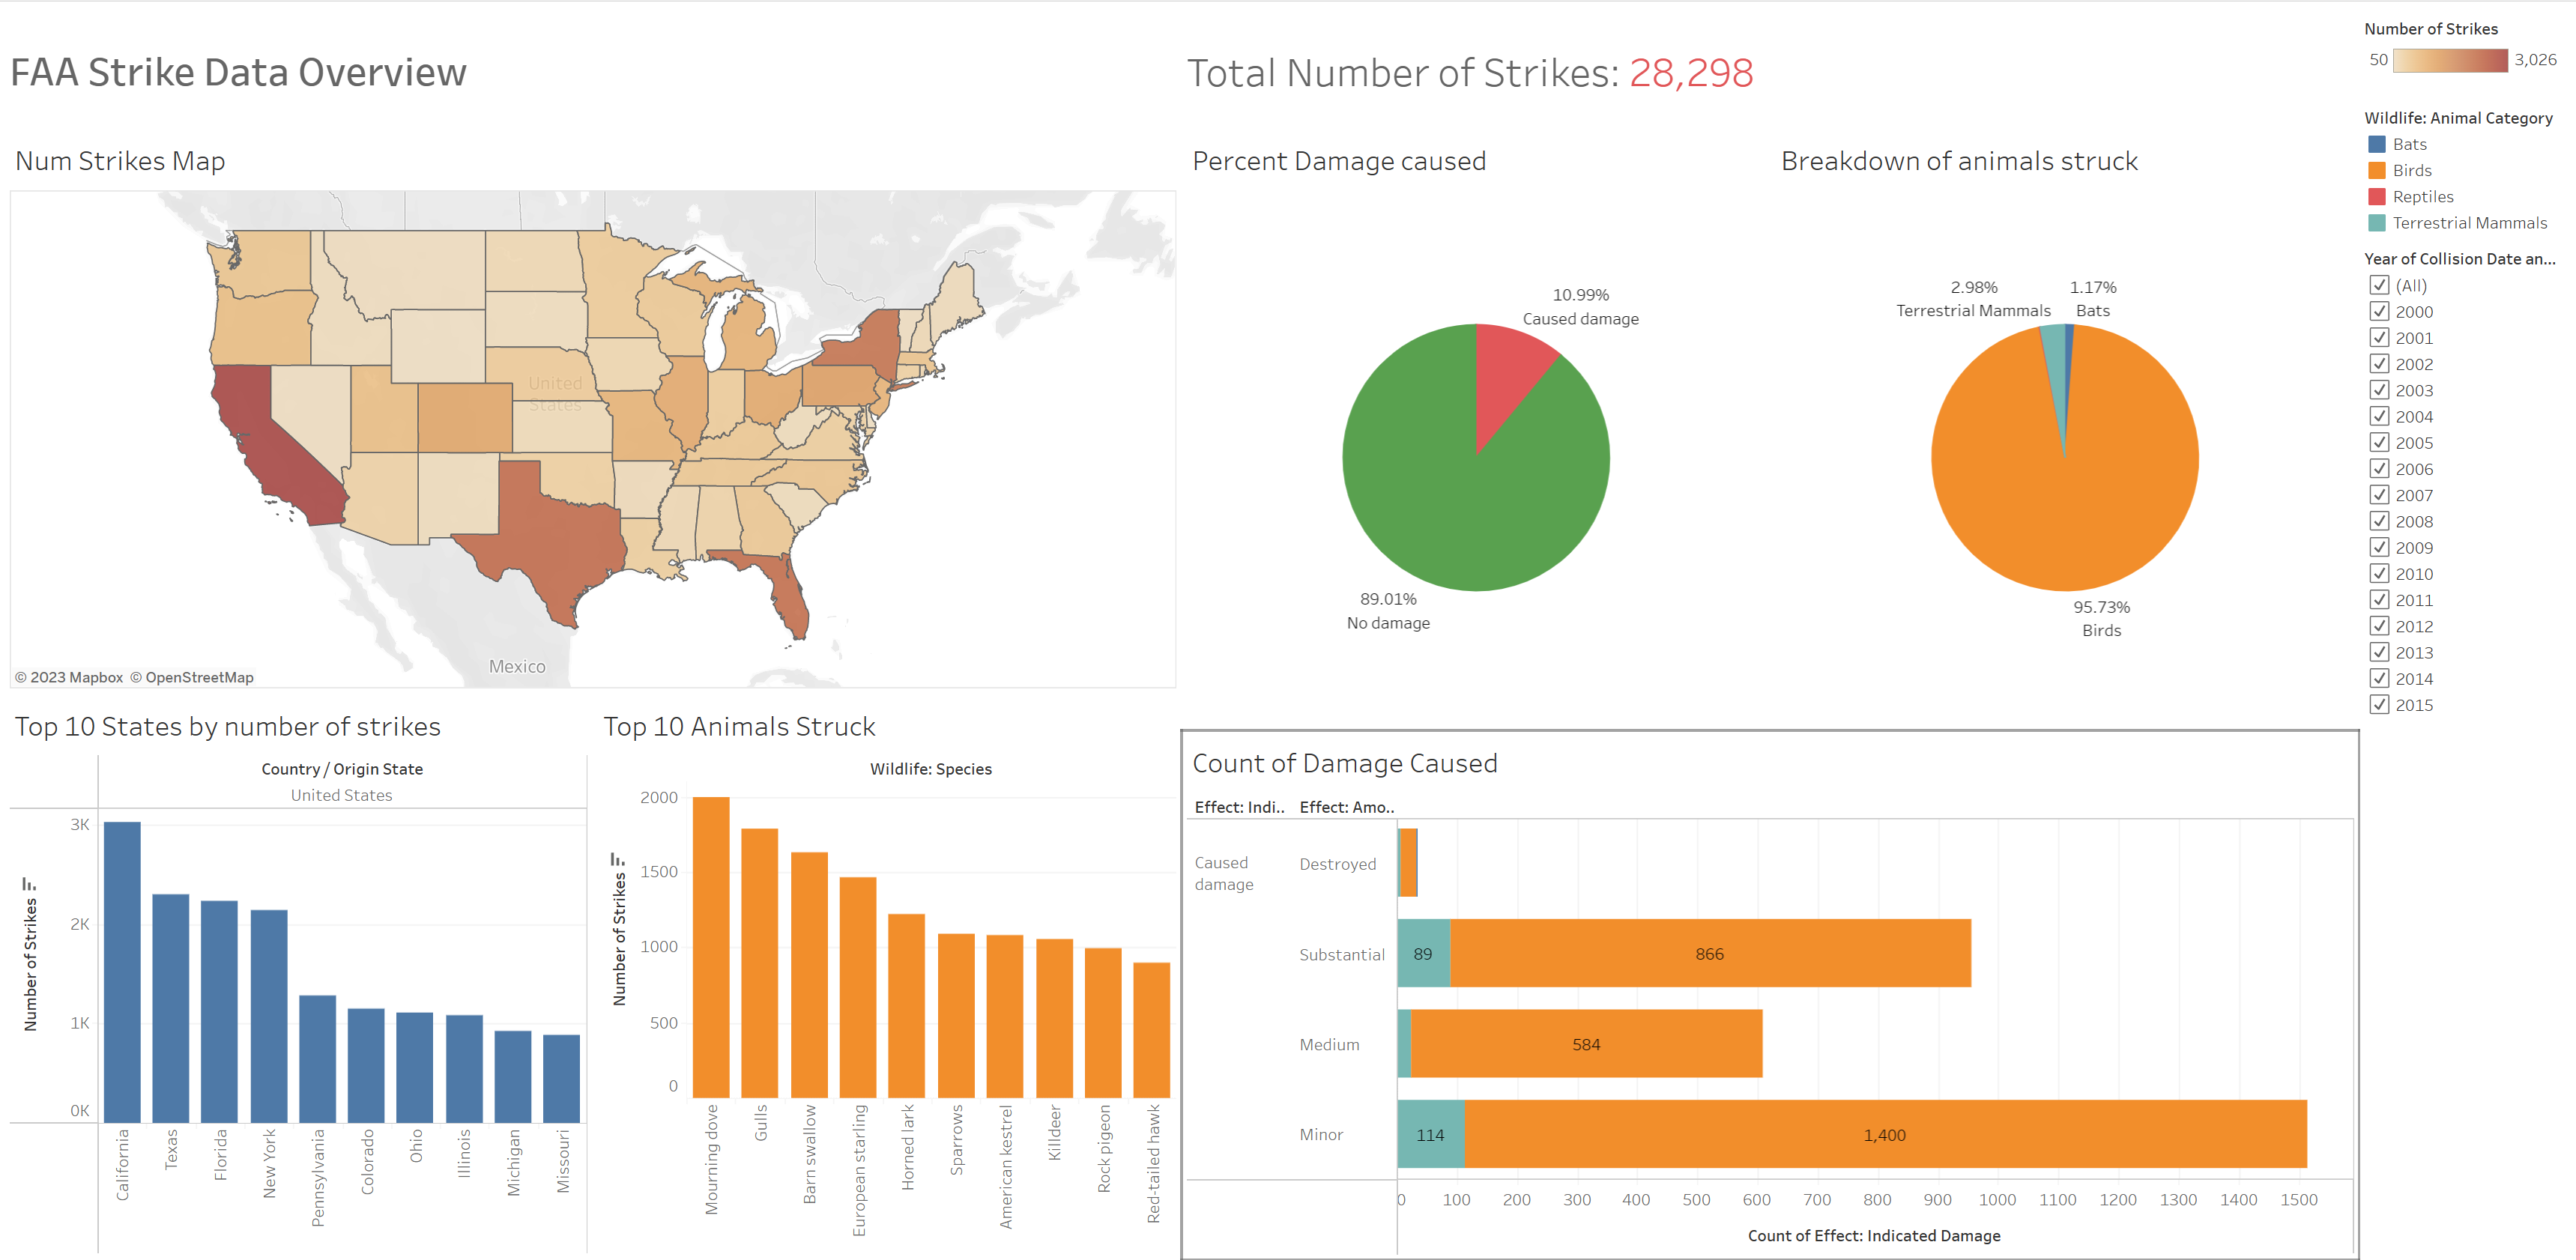 FAA Strike Data Overview
Total Number of Strikes: 28,298
Number of Strikes
50 3,026
Wildlife: Animal Category
Bats
Birds
Reptiles
Terrestrial Mammals
Year of Collision Date an...
(All)
2000
2001
2002
2003
2004
2005
2006
2007
2008
2009
2010
2011
2012
2013
2014
2015
Num Strikes Map
United
States
Mexico
© 2023 Mapbox © OpenStreetMap
Percent Damage caused
10.99%
Caused damage
89.01%
No damage
Breakdown of animals struck
2.98%
Terrestrial Mammals
1.17%
Bats
95.73%
Birds
Top 10 States by number of strikes
Country / Origin State
United States
Number of Strikes
3K
2K
1K
0K
California
Texas
Florida
New York
Pennsylvania
Colorado
Ohio
Illinois
Michigan
Missouri
Top 10 Animals Struck
Wildlife: Species
Number of Strikes
2000
1500
1000
500
0
Mourning dove
Gulls
Barn swallow
European starling
Horned lark
Sparrows
American kestrel
Killdeer
Rock pigeon
Red-tailed hawk
Count of Damage Caused
Effect: Indi.. Effect: Amo..
Caused
damage
Destroyed
Substantial 89 866
Medium 584
Minor 114 1,400
0 100 200 300 400 500 600 700 800 900 1000 1100 1200 1300 1400 1500
Count of Effect: Indicated Damage